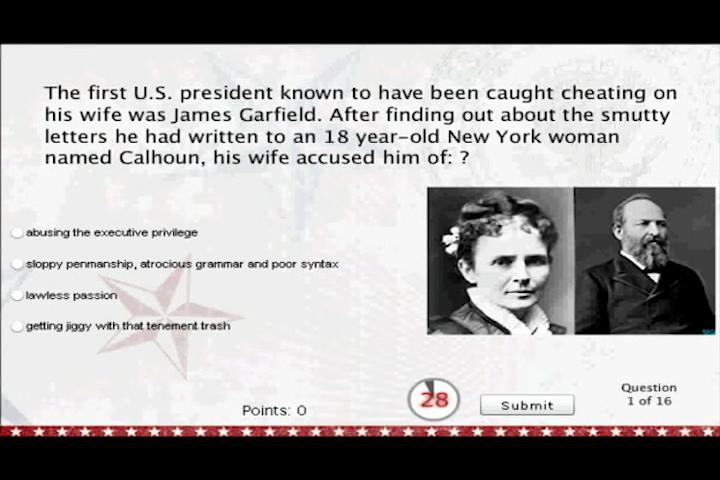 The first U.S. president known to have been caught cheating on
his wife was James Garfield. After finding out about the smutty
letters he had written to an 18 year-old New York woman
named Calhoun, his wife accused him of: ?
abusing the executive privilege
sloppy penmanship, atrocious grammar and poor syntax
lawless passion
getting jiggy with that tenement trash
Points: 0
28
Submit
Question
1 of 16